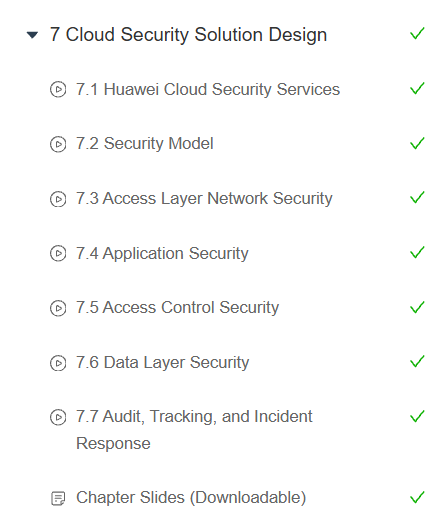 7 Cloud Security Solution Design
7.1 Huawei Cloud Security Services
7.2 Security Model
7.3 Access Layer Network Security
7.4 Application Security
7.5 Access Control Security
7.6 Data Layer Security
7.7 Audit, Tracking, and Incident
Response
Chapter Slides (Downloadable)